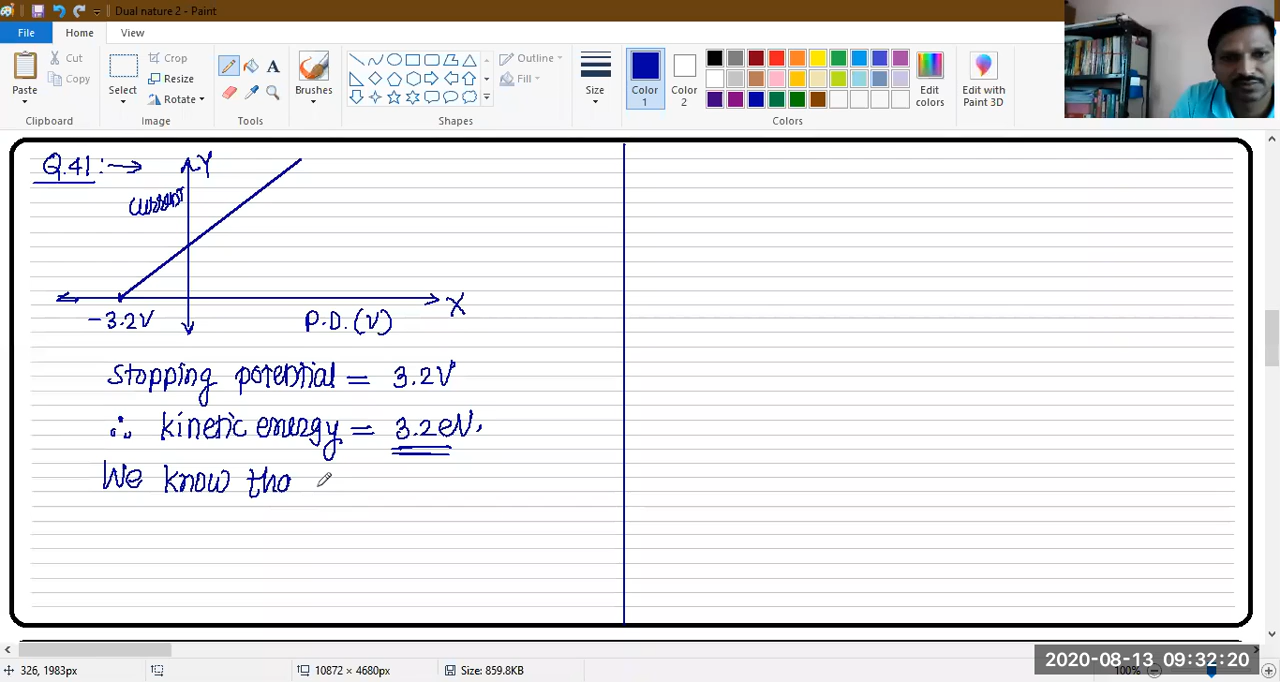 Dual nature 2 - Paint
File Home View
Paste
Cut
Copy
Clipboard
Select
Crop
Resize
Rotate
Image
A
Tools
Brushes
Outline
Fill
Shapes
Size
Color 1
Color 2
Edit colors
Colors
Edit with Paint 3D
Q.41:→
Y
current
-3.2V
P.D.(V)
X
Stopping potential = 3.2V
∴ kinetic energy = 3.2eV.
We know tha
326, 1983px
10872 × 4680px
Size: 859.8KB
100%
2020-08-13 09:32:20